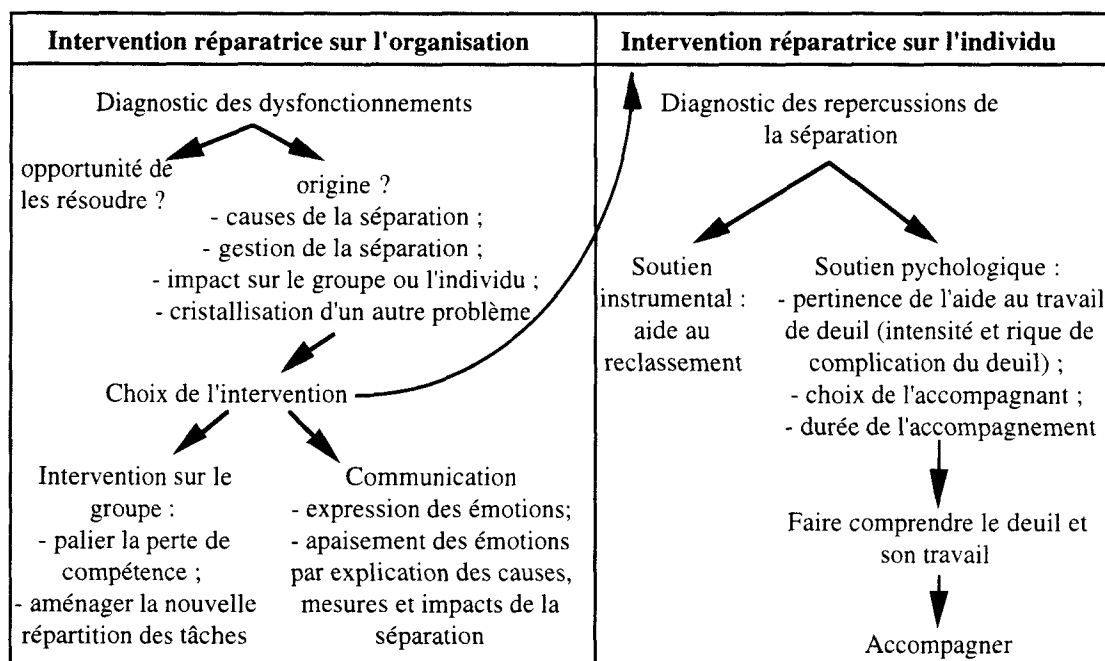 Intervention réparatrice sur l'organisation
Diagnostic des dysfonctionnements
opportunité de
les résoudre ?
origine ?
- causes de la séparation ;
- gestion de la séparation ;
- impact sur le groupe ou l'individu ;
- cristallisation d'un autre problème
Choix de l'intervention
Intervention sur le
groupe :
- palier la perte de
compétence ;
- aménager la nouvelle
répartition des tâches
Communication
- expression des émotions;
- apaisement des émotions
par explication des causes,
mesures et impacts de la
séparation
Intervention réparatrice sur l'individu
Diagnostic des repercussions de
la séparation
Soutien
instrumental :
aide au
reclassement
Soutien pychologique :
- pertinence de l'aide au travail
de deuil (intensité et rique de
complication du deuil) ;
- choix de l'accompagnant ;
- durée de l'accompagnement
Faire comprendre le deuil et
son travail
Accompagner